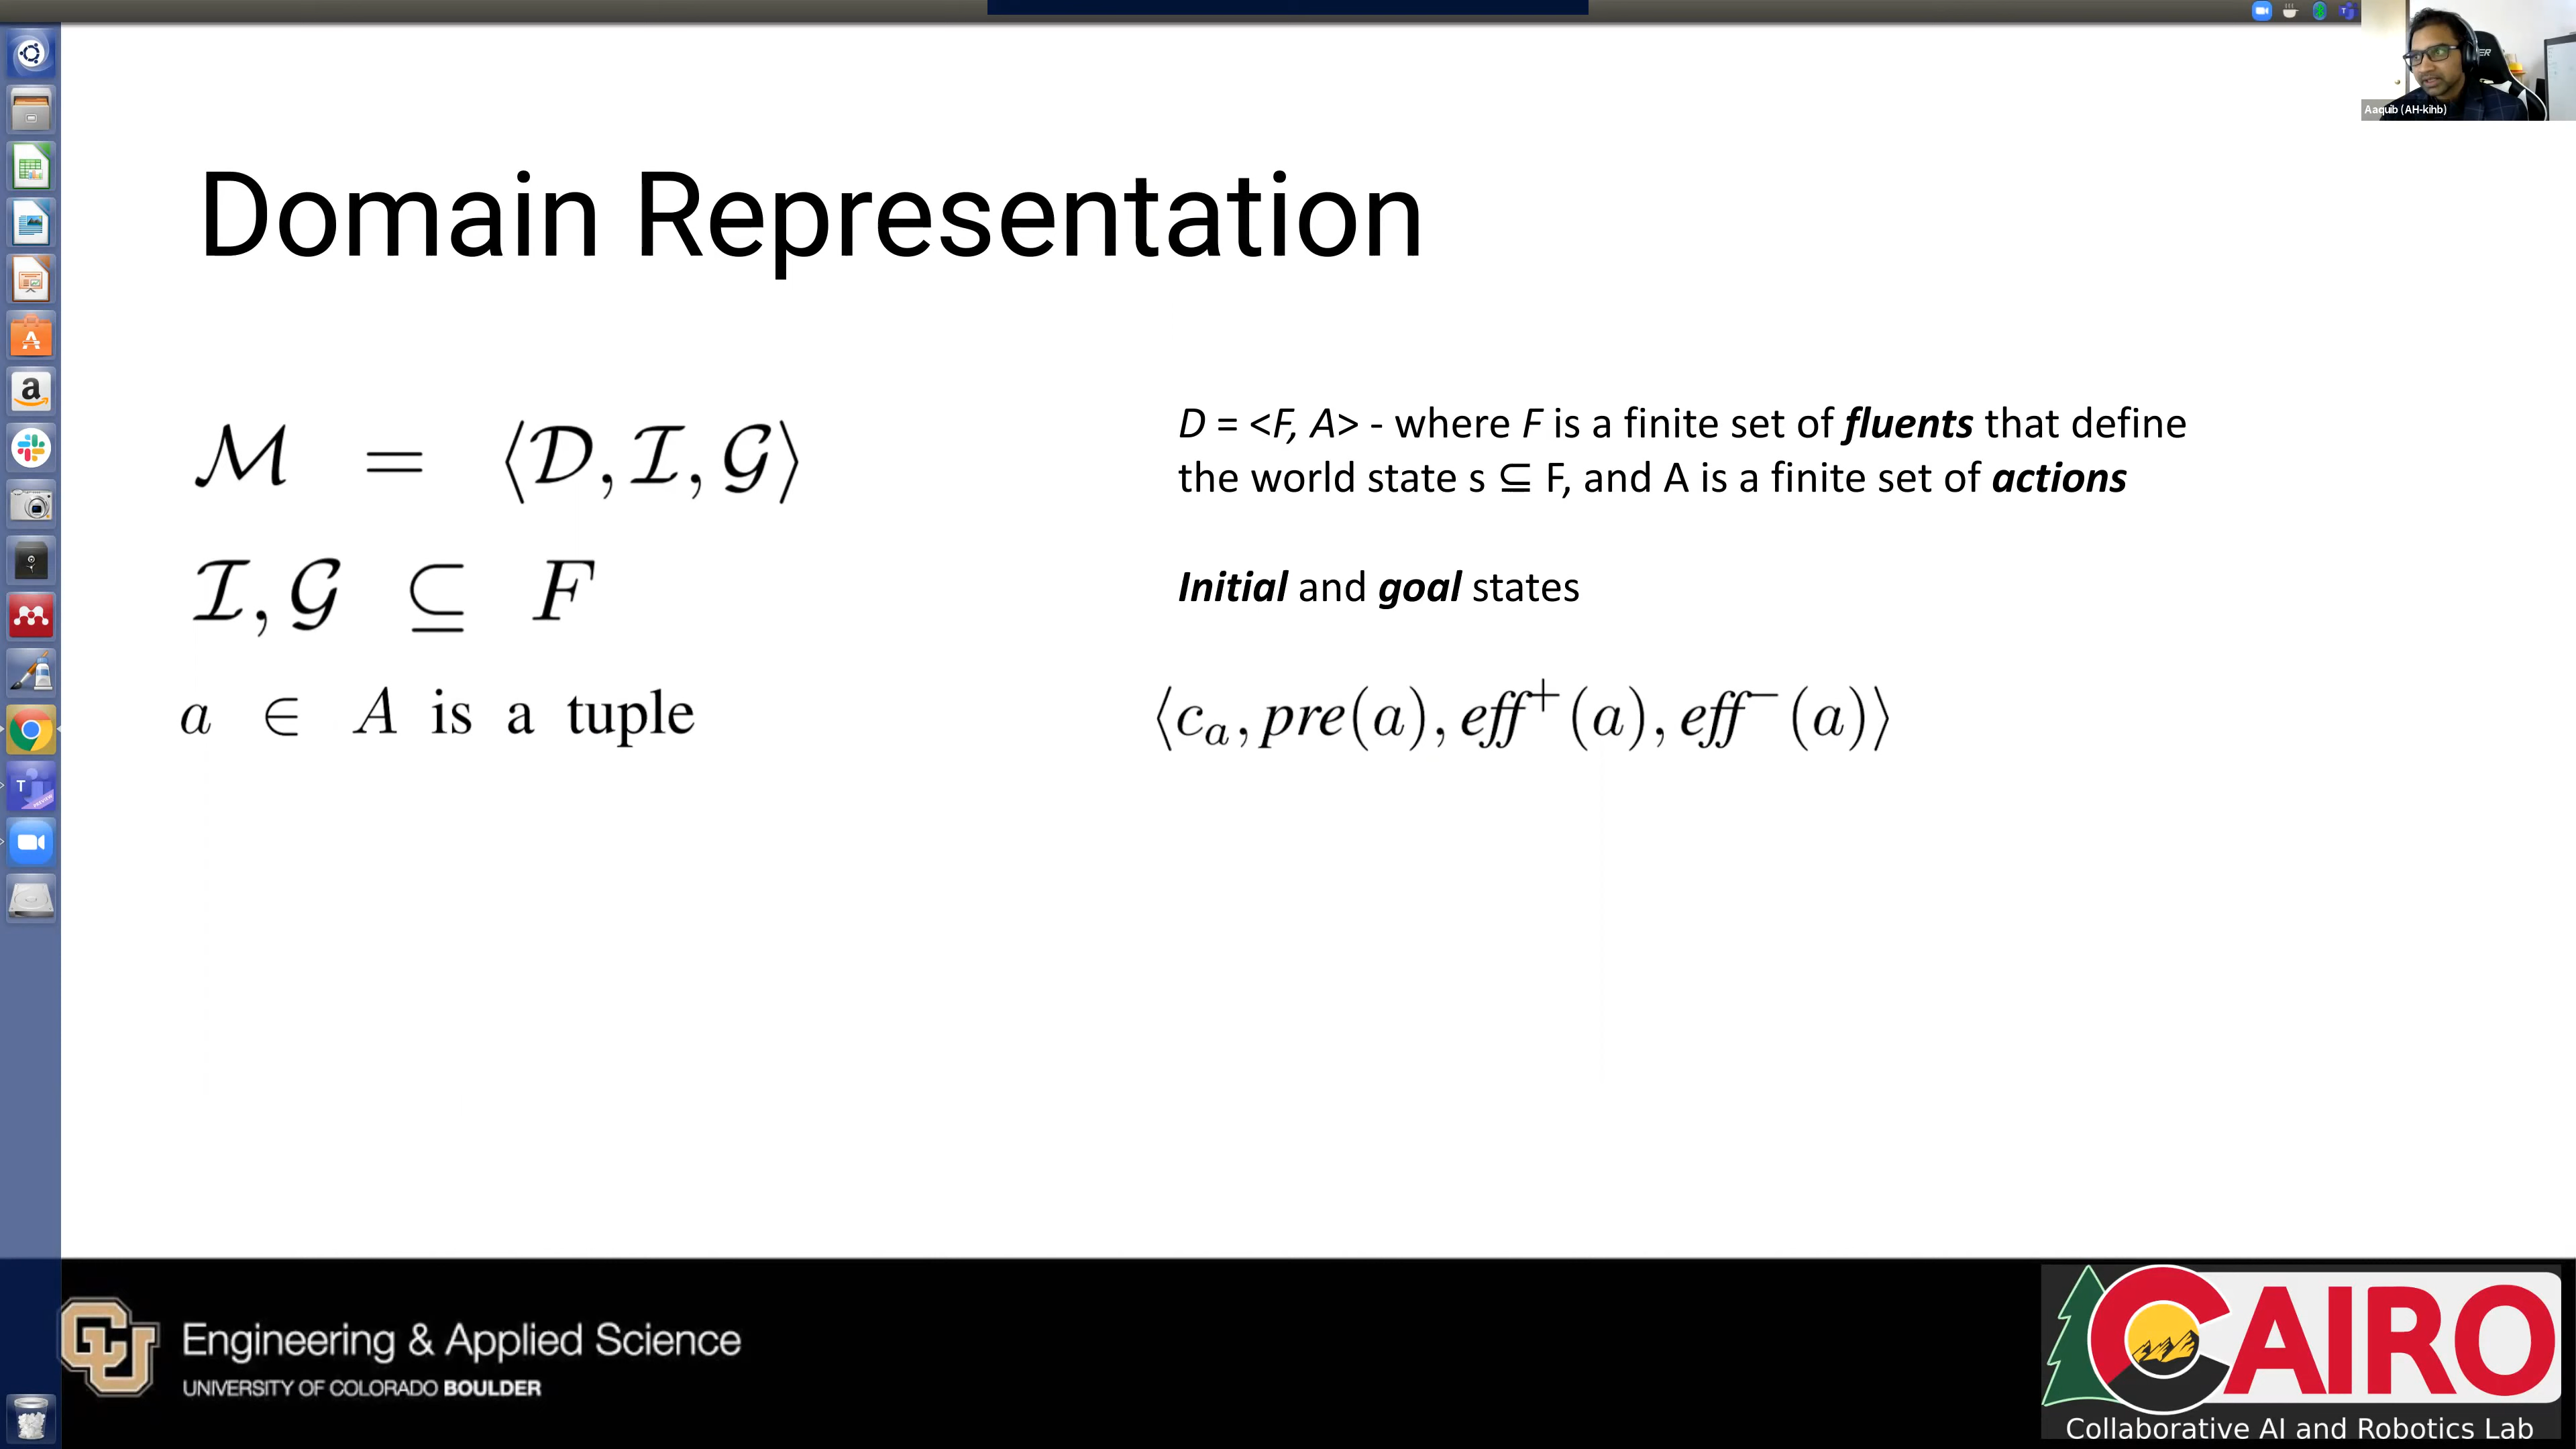 Aaquib (AH-kihb)
Domain Representation
ℳ = ⟨𝒟, ℐ, 𝒢⟩
D = <F, A> - where F is a finite set of fluents that define
the world state s ⊆ F, and A is a finite set of actions
ℐ, 𝒢 ⊆ F
Initial and goal states
a ∈ A is a tuple
⟨cₐ, pre(a), eff⁺(a), eff⁻(a)⟩
CU
Engineering & Applied Science
UNIVERSITY OF COLORADO BOULDER
CAIRO
Collaborative AI and Robotics Lab